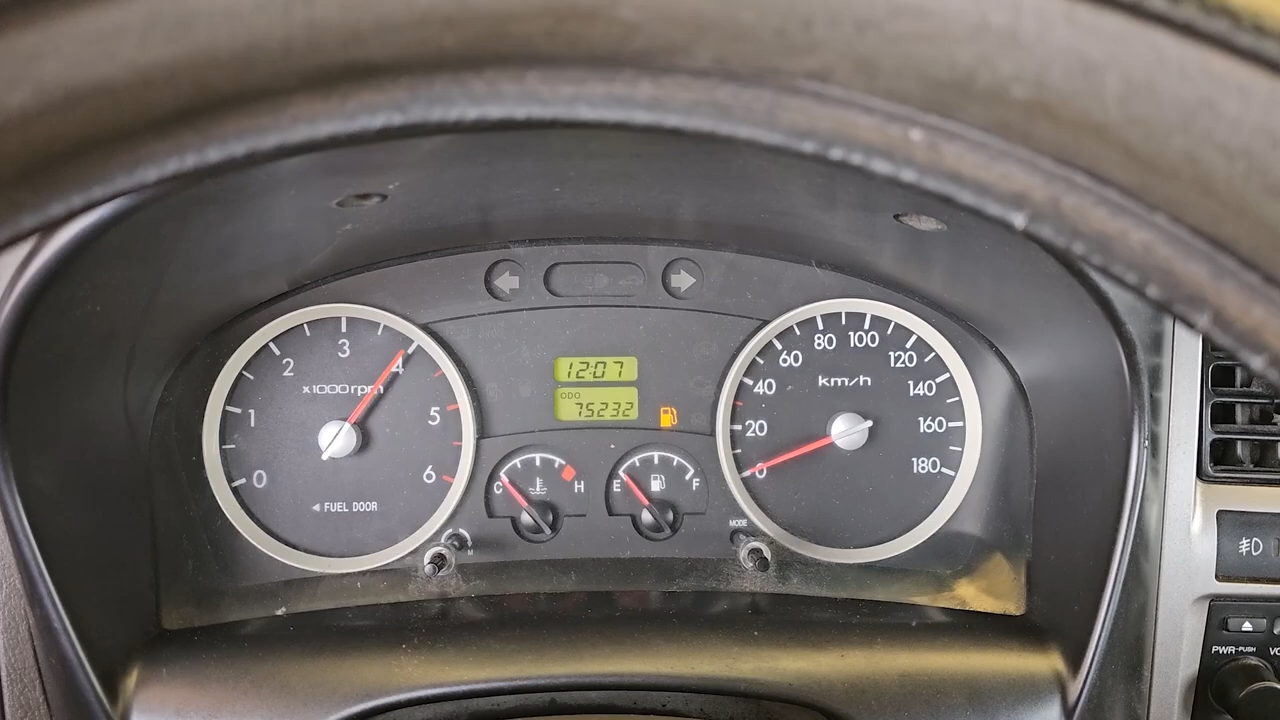 12:07
ODO
75232
0 1 2 3 4 5 6
x1000rpm
◀ FUEL DOOR
C H
E F
0 20 40 60 80 100 120 140 160 180
km/h
MODE
PWR-PUSH